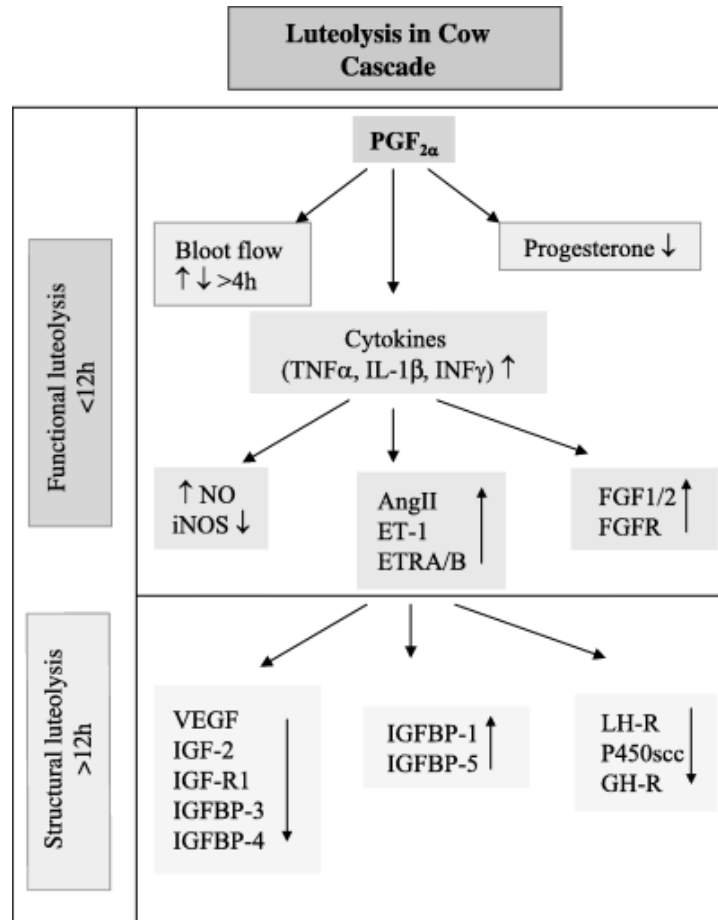 Luteolysis in Cow
Cascade
Functional luteolysis
<12h
PGF2α
Bloot flow
↑ ↓ >4h
Progesterone ↓
Cytokines
(TNFα, IL-1β, INFγ) ↑
↑ NO
iNOS ↓
AngII
ET-1
ETRA/B
FGF1/2
FGFR
Structural luteolysis
>12h
VEGF
IGF-2
IGF-R1
IGFBP-3
IGFBP-4
IGFBP-1
IGFBP-5
LH-R
P450scc
GH-R